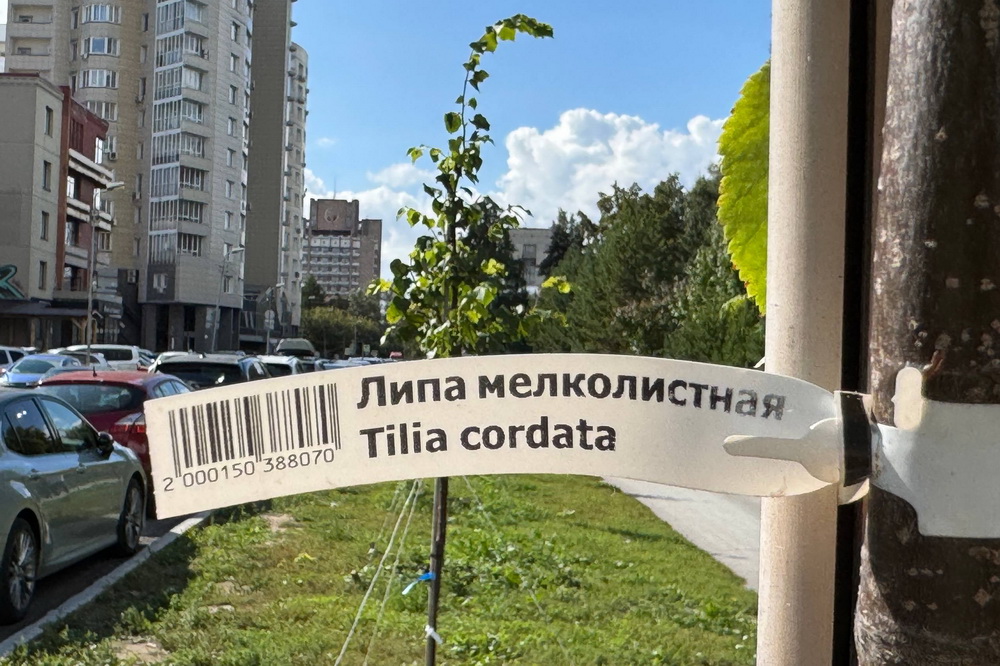 Липа мелколистная
Tilia cordata
2 000150 388070